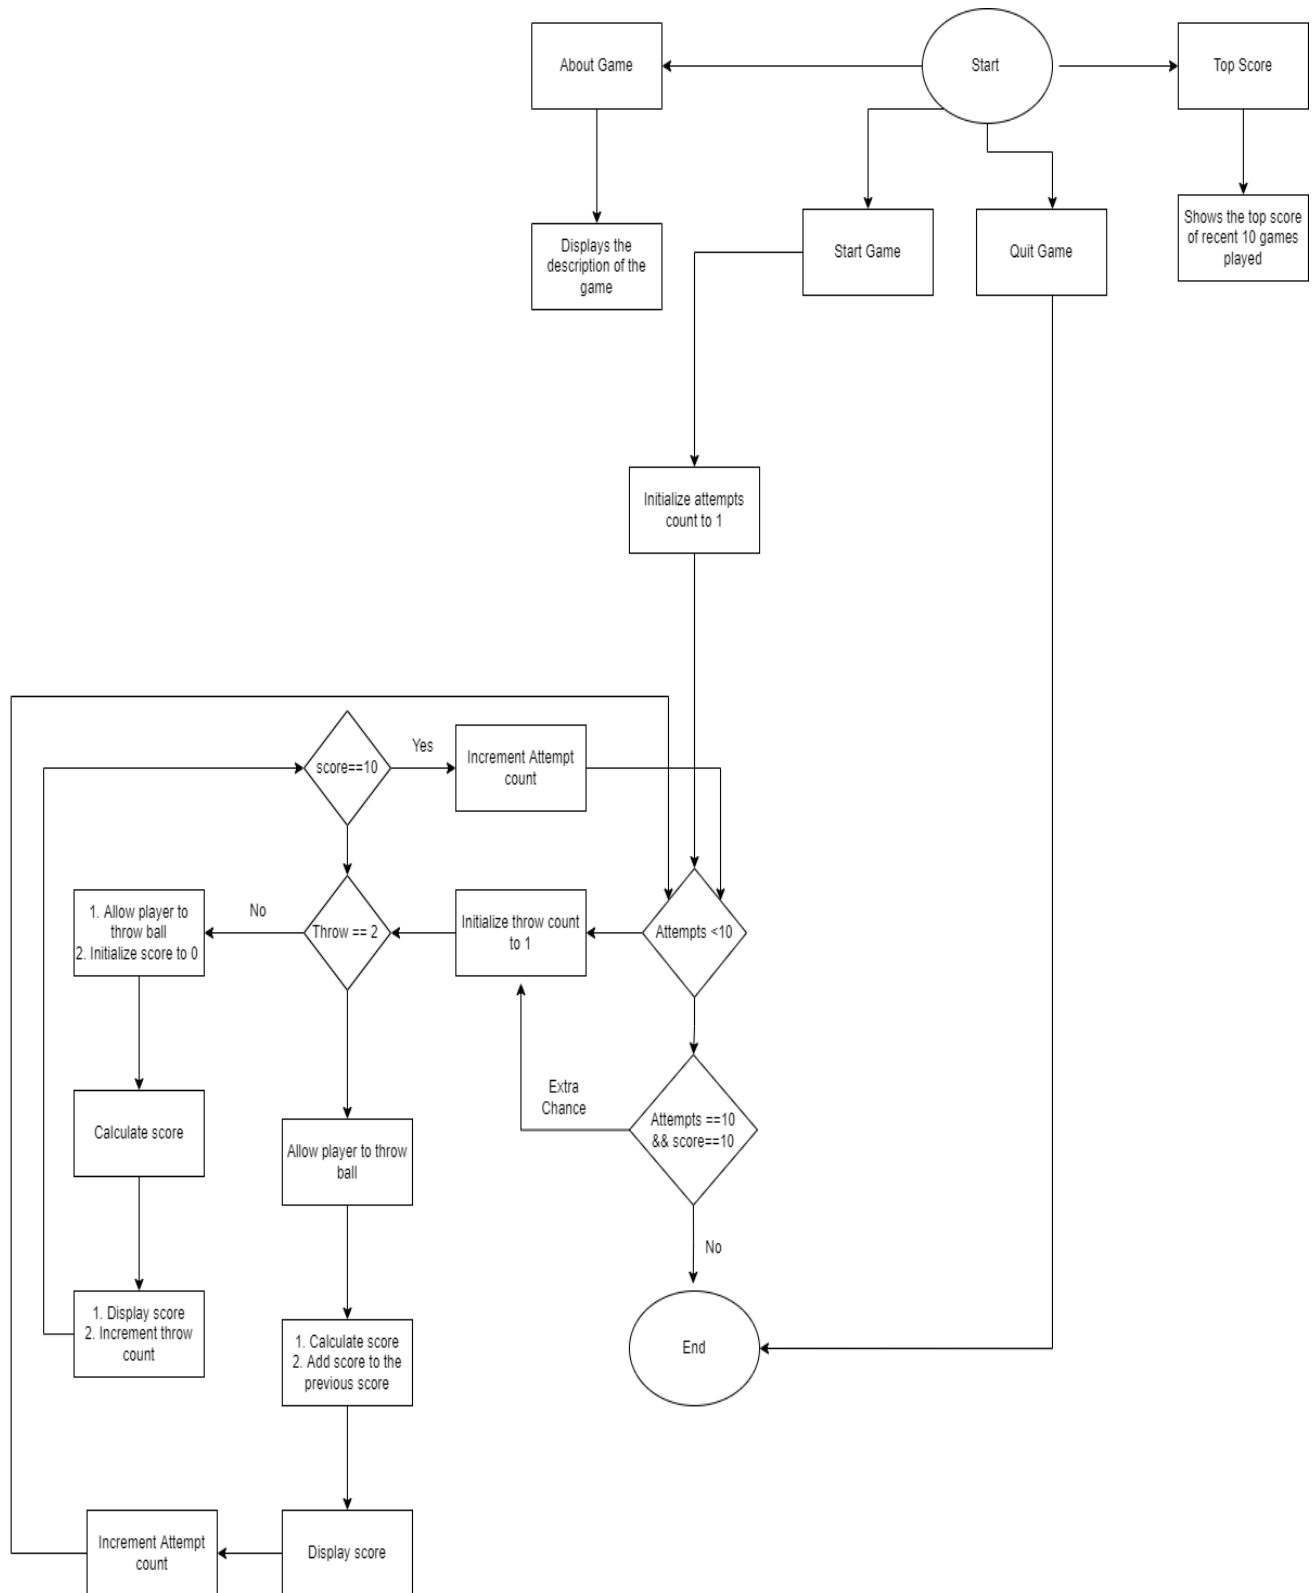 About Game
Start
Top Score
Displays the
description of the
game
Start Game
Quit Game
Shows the top score
of recent 10 games
played
Initialize attempts
count to 1
score==10
Yes
Increment Attempt
count
1. Allow player to
throw ball
2. Initialize score to 0
No
Throw == 2
Initialize throw count
to 1
Attempts <10
Calculate score
Allow player to throw
ball
Extra
Chance
Attempts ==10
&& score==10
No
1. Display score
2. Increment throw
count
1. Calculate score
2. Add score to the
previous score
End
Increment Attempt
count
Display score